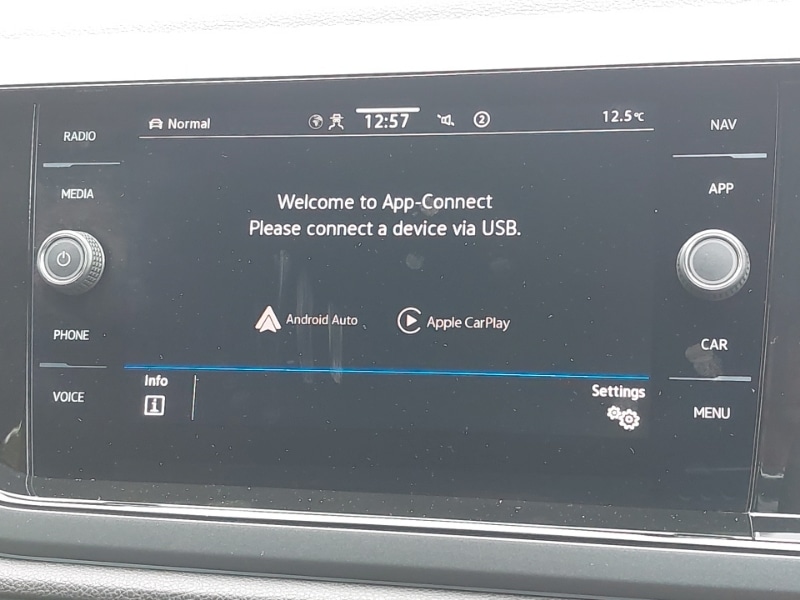 RADIO
MEDIA
PHONE
VOICE
Normal
12:57
2
12.5°C
Welcome to App-Connect
Please connect a device via USB.
Android Auto
Apple CarPlay
Info
i
Settings
NAV
APP
CAR
MENU